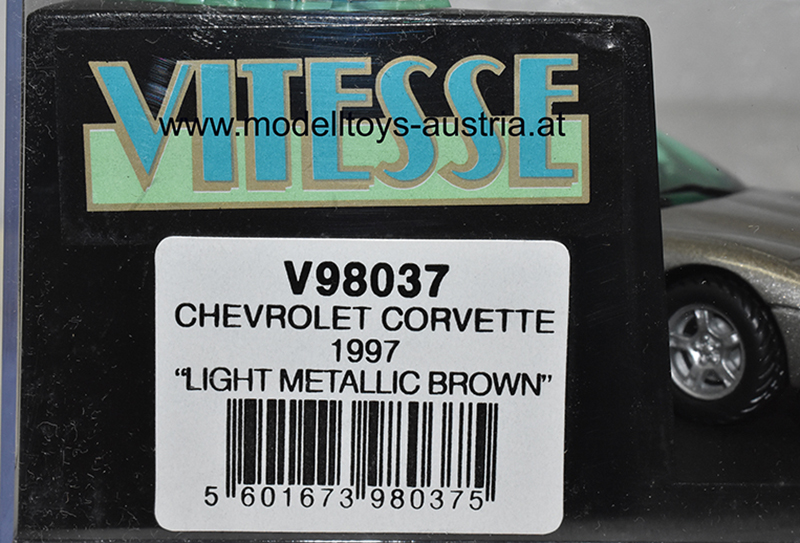 VITESSE
www.modelltoys-austria.at
V98037
CHEVROLET CORVETTE
1997
“LIGHT METALLIC BROWN”
5 601673 980375